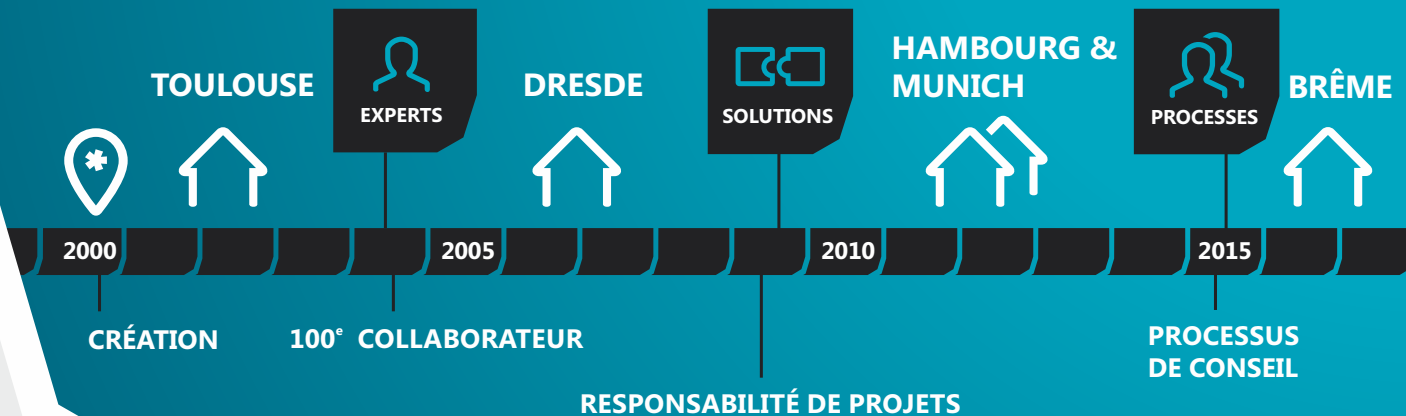 HAMBOURG &
MUNICH
TOULOUSE
DRESDE
BRÊME
EXPERTS
SOLUTIONS
PROCESSES
2000
2005
2010
2015
CRÉATION
100e COLLABORATEUR
PROCESSUS
DE CONSEIL
RESPONSABILITÉ DE PROJETS